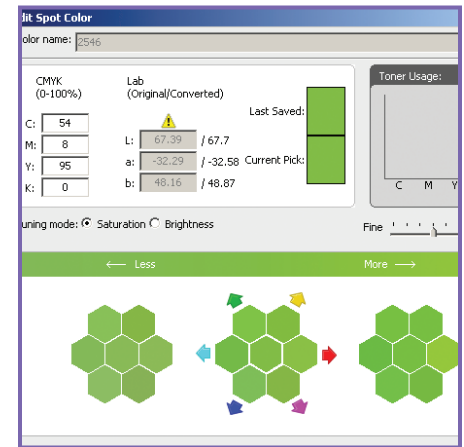 dit Spot Color
olor name: 2546
CMYK
(0-100%)
Lab
(Original/Converted)
Last Saved:
Current Pick:
C: 54
M: 8
Y: 95
K: 0
L: 67.39 / 67.7
a: -32.29 / -32.58
b: 48.16 / 48.87
Toner Usage:
C M Y
uning mode: Saturation Brightness
Fine
← Less
More →